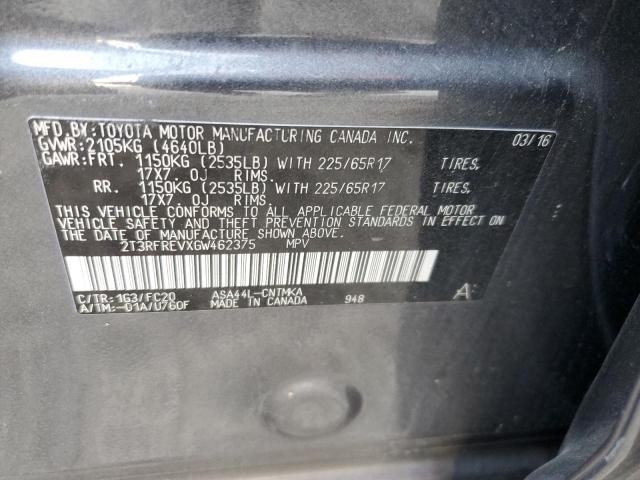 MFD.BY:TOYOTA MOTOR MANUFACTURING CANADA INC. 03/16
GVWR:2105KG (4640LB)
GAWR:FRT. 1150KG (2535LB) WITH 225/65R17 TIRES.
17X7. 0J RIMS.
RR. 1150KG (2535LB) WITH 225/65R17 TIRES.
17X7. 0J RIMS.
THIS VEHICLE CONFORMS TO ALL APPLICABLE FEDERAL MOTOR
VEHICLE SAFETY AND THEFT PREVENTION STANDARDS IN EFFECT ON
THE DATE OF MANUFACTURE SHOWN ABOVE.
2T3RFREVXGW462375 MPV
C/TR:1G3/FC20 ASA44L-CNTMKA A
A/TM:-01A/U760F MADE IN CANADA 948